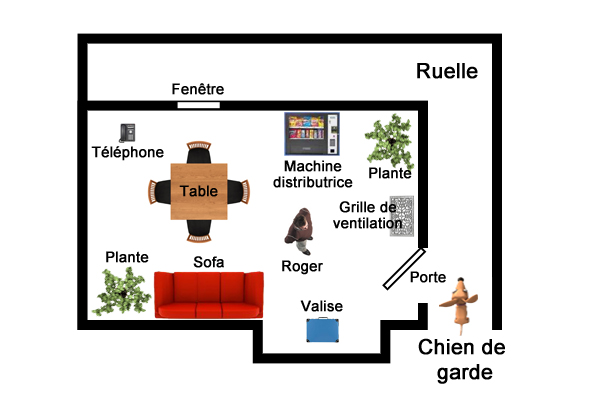 Ruelle
Fenêtre
Téléphone
Machine
distributrice
Plante
Table
Grille de
ventilation
Roger
Plante
Sofa
Porte
Valise
Chien de
garde